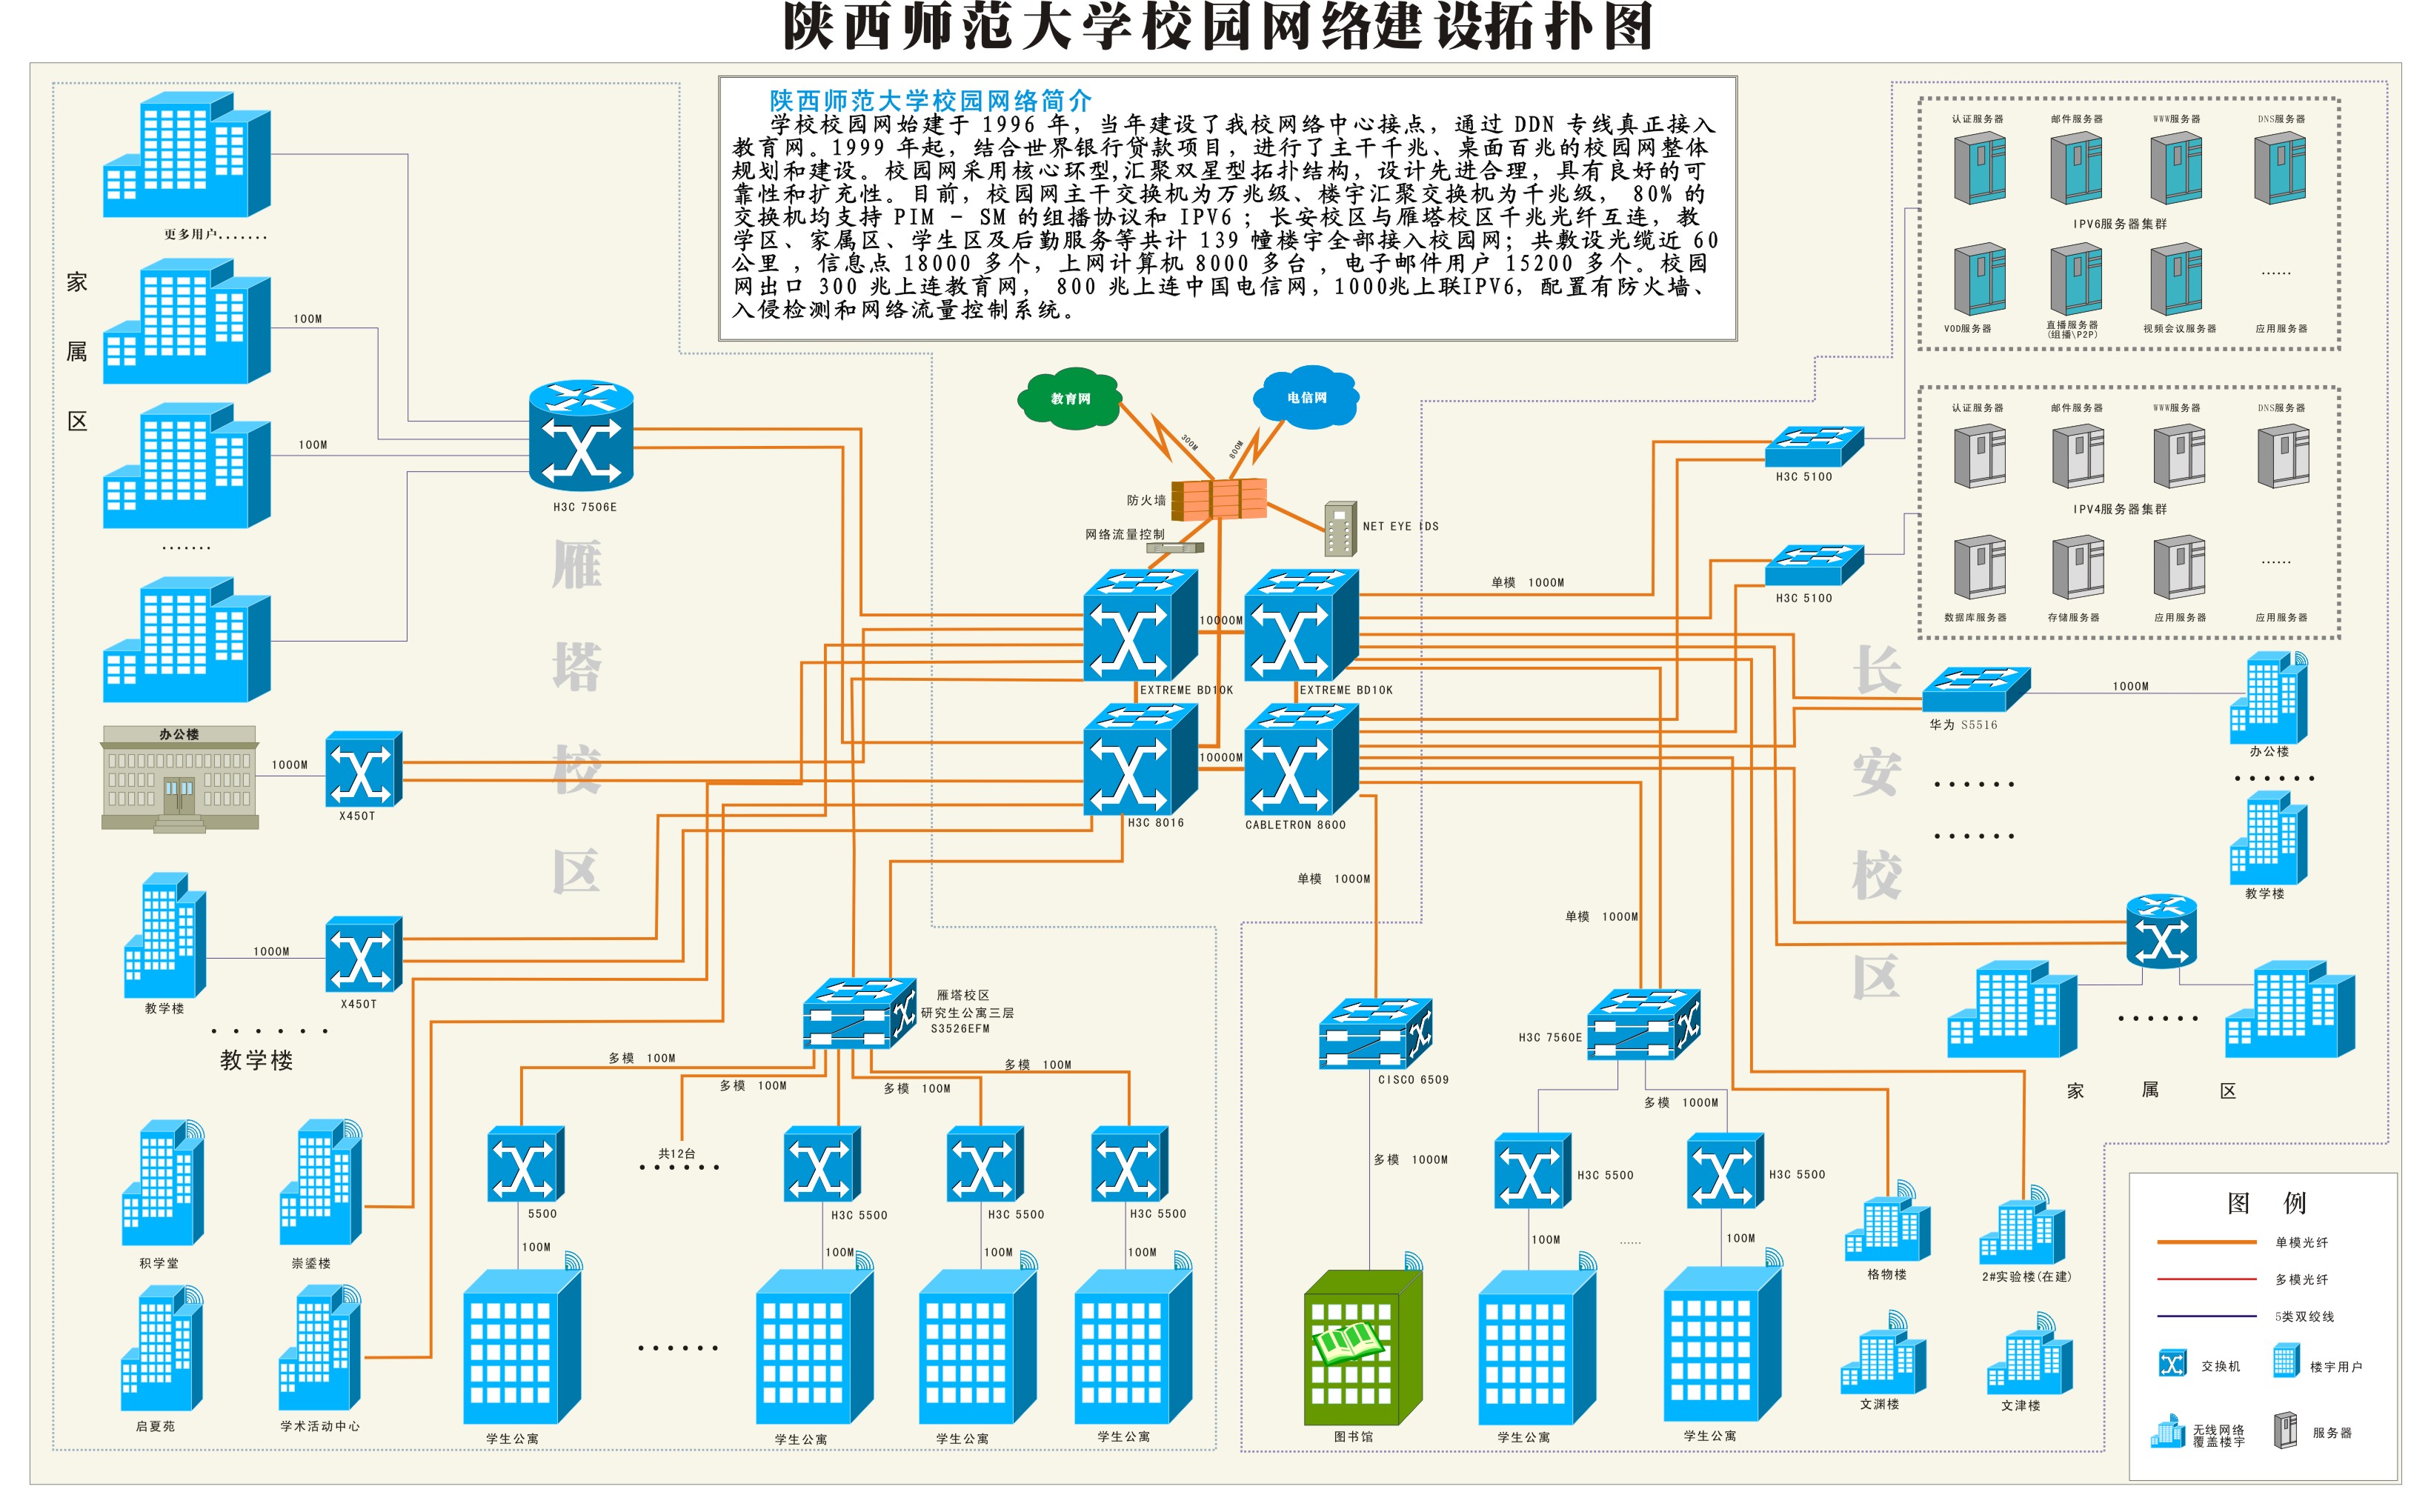 陕西师范大学校园网络建设拓扑图
陕西师范大学校园网络简介
学校校园网始建于 1996 年，当年建设了我校网络中心接点，通过 DDN 专线真正接入
教育网。1999 年起，结合世界银行贷款项目，进行了主干千兆、桌面百兆的校园网整体
规划和建设。校园网采用核心环型,汇聚双星型拓扑结构，设计先进合理，具有良好的可
靠性和扩充性。目前，校园网主干交换机为万兆级、楼宇汇聚交换机为千兆级，80% 的
交换机均支持 PIM - SM 的组播协议和 IPV6；长安校区与雁塔校区千兆光纤互连，教
学区、家属区、学生区及后勤服务等共计 139 幢楼宇全部接入校园网；共敷设光缆近 60
公里，信息点 18000 多个，上网计算机 8000 多台，电子邮件用户 15200 多个。校园
网出口 300 兆上连教育网， 800 兆上连中国电信网，1000兆上联IPV6，配置有防火墙、
入侵检测和网络流量控制系统。
更多用户.......
家
属
区
100M
100M
.......
H3C 7506E
雁
塔
校
区
办公楼
1000M
X450T
1000M
X450T
教学楼
······
教学楼
积学堂
崇鋈楼
启夏苑
学术活动中心
教育网
电信网
300M
800M
防火墙
网络流量控制
NET EYE IDS
10000M
EXTREME BD10K
EXTREME BD10K
10000M
H3C 8016
CABLETRON 8600
雁塔校区
研究生公寓三层
S3526EFM
多模 100M
多模 100M
多模 100M
多模 100M
共12台
······
5500
H3C 5500
H3C 5500
H3C 5500
100M
100M
100M
100M
······
学生公寓
学生公寓
学生公寓
学生公寓
单模 1000M
单模 1000M
单模 1000M
H3C 5100
H3C 5100
认证服务器
邮件服务器
WWW服务器
DNS服务器
IPV6服务器集群
......
VOD服务器
直播服务器
(组播\P2P)
视频会议服务器
应用服务器
认证服务器
邮件服务器
WWW服务器
DNS服务器
IPV4服务器集群
......
数据库服务器
存储服务器
应用服务器
应用服务器
长
安
校
区
华为 S5516
1000M
办公楼
······
······
······
教学楼
······
家 属 区
CISCO 6509
H3C 7560E
多模 1000M
多模 1000M
H3C 5500
H3C 5500
100M
......
100M
图书馆
学生公寓
学生公寓
格物楼
2#实验楼(在建)
文渊楼
文津楼
图 例
单模光纤
多模光纤
5类双绞线
交换机
楼宇用户
无线网络
覆盖楼宇
服务器